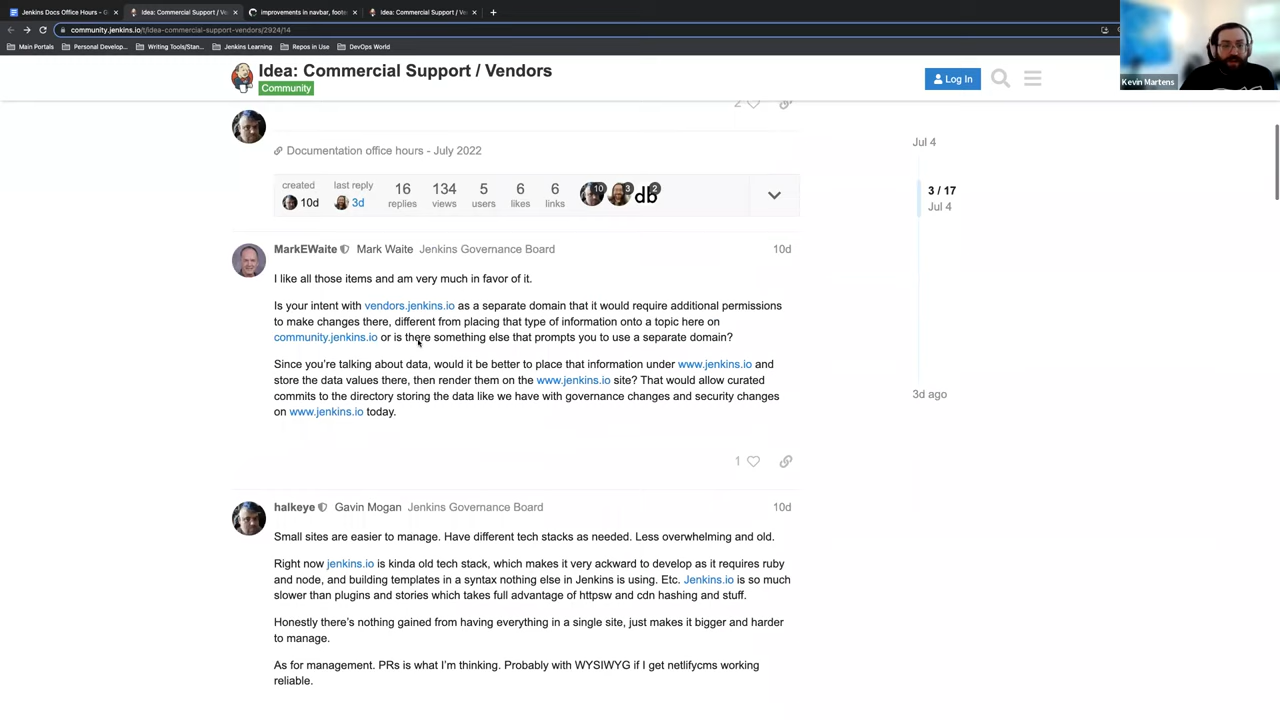 Jenkins Docs Office Hours - G
Idea: Commercial Support / Ven
improvements in navbar, foote
Idea: Commercial Support / Ven
community.jenkins.io/t/idea-commercial-support-vendors/2924/14
Main Portals
Personal Develop...
Writing Tools/Stan...
Jenkins Learning
Repos in Use
DevOps World
Kevin Martens
Idea: Commercial Support / Vendors
Community
Log In
2
Documentation office hours - July 2022
created
last reply
16
134
5
6
6
10d
3d
replies
views
users
likes
links
10
3
db
2
Jul 4
3 / 17
Jul 4
3d ago
MarkEWaite Mark Waite Jenkins Governance Board 10d
I like all those items and am very much in favor of it.
Is your intent with vendors.jenkins.io as a separate domain that it would require additional permissions
to make changes there, different from placing that type of information onto a topic here on
community.jenkins.io or is there something else that prompts you to use a separate domain?
Since you're talking about data, would it be better to place that information under www.jenkins.io and
store the data values there, then render them on the www.jenkins.io site? That would allow curated
commits to the directory storing the data like we have with governance changes and security changes
on www.jenkins.io today.
1
halkeye Gavin Mogan Jenkins Governance Board 10d
Small sites are easier to manage. Have different tech stacks as needed. Less overwhelming and old.
Right now jenkins.io is kinda old tech stack, which makes it very ackward to develop as it requires ruby
and node, and building templates in a syntax nothing else in Jenkins is using. Etc. Jenkins.io is so much
slower than plugins and stories which takes full advantage of httpsw and cdn hashing and stuff.
Honestly there's nothing gained from having everything in a single site, just makes it bigger and harder
to manage.
As for management. PRs is what I'm thinking. Probably with WYSIWYG if I get netlifycms working
reliable.